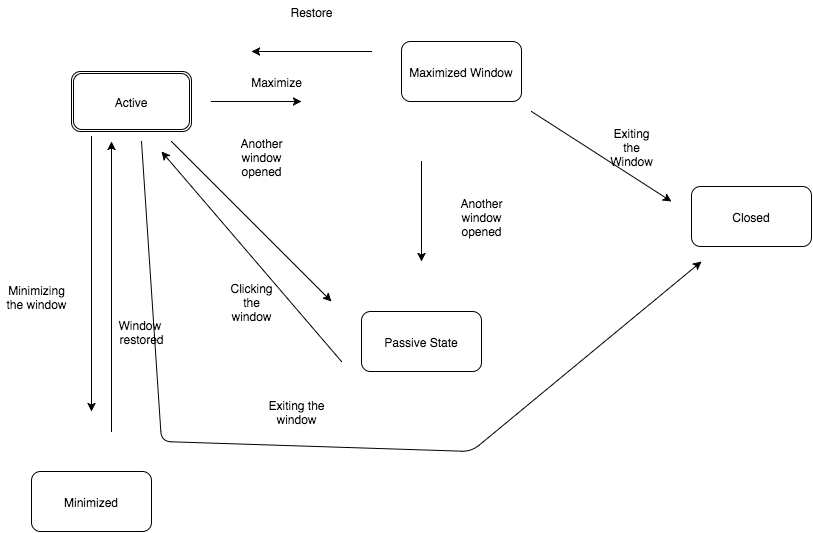 Restore
Maximized Window
Maximize
Active
Another
window
opened
Exiting
the
Window
Another
window
opened
Closed
Minimizing
the window
Clicking
the
window
Window
restored
Passive State
Exiting the
window
Minimized